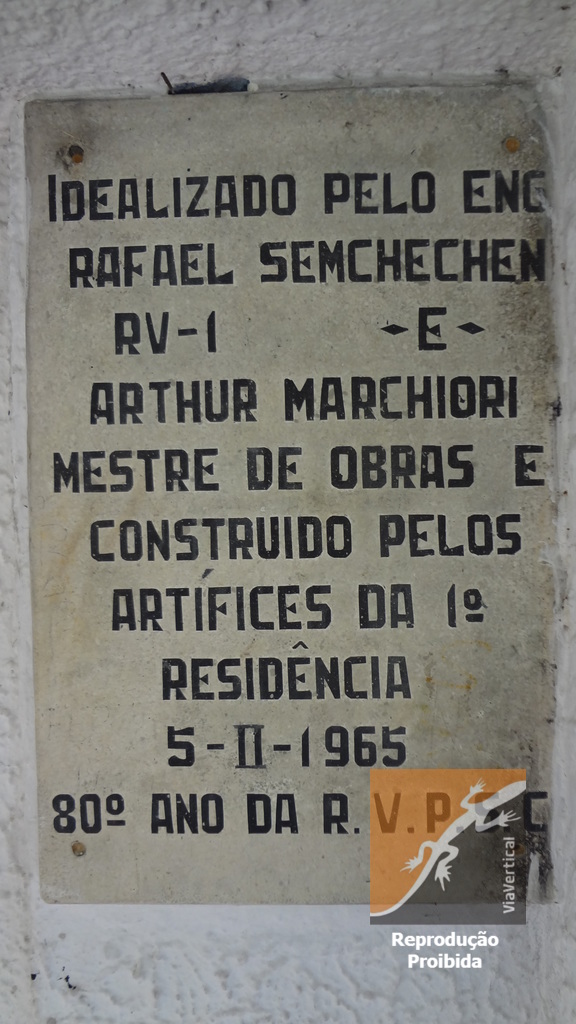 IDEALIZADO PELO ENG
RAFAEL SEMCHECHEN
RV-1 -E-
ARTHUR MARCHIORI
MESTRE DE OBRAS E
CONSTRUIDO PELOS
ARTÍFICES DA 1º
RESIDÊNCIA
5-II-1965
80º ANO DA R.V.P.S C
ViaVertical
Reprodução
Proibida